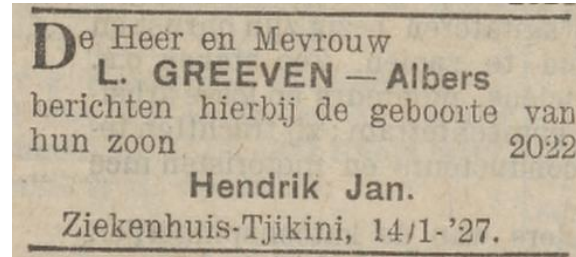 De Heer en Mevrouw
L. GREEVEN — Albers
berichten hierbij de geboorte van
hun zoon 2022
Hendrik Jan.
Ziekenhuis-Tjikini, 14/1-'27.